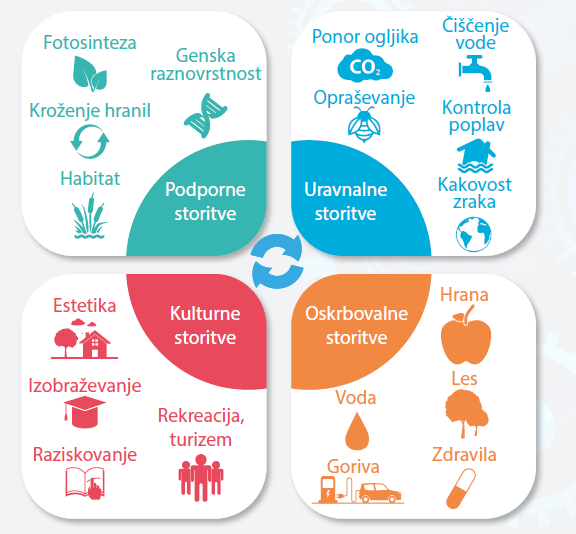 Fotosinteza
Genska
raznovrstnost
Kroženje hranil
Habitat
Podporne
storitve
Ponor ogljika
CO₂
Čiščenje
vode
Opraševanje
Kontrola
poplav
Kakovost
zraka
Uravnalne
storitve
Estetika
Kulturne
storitve
Izobraževanje
Rekreacija,
turizem
Raziskovanje
Oskrbovalne
storitve
Hrana
Les
Voda
Goriva
Zdravila